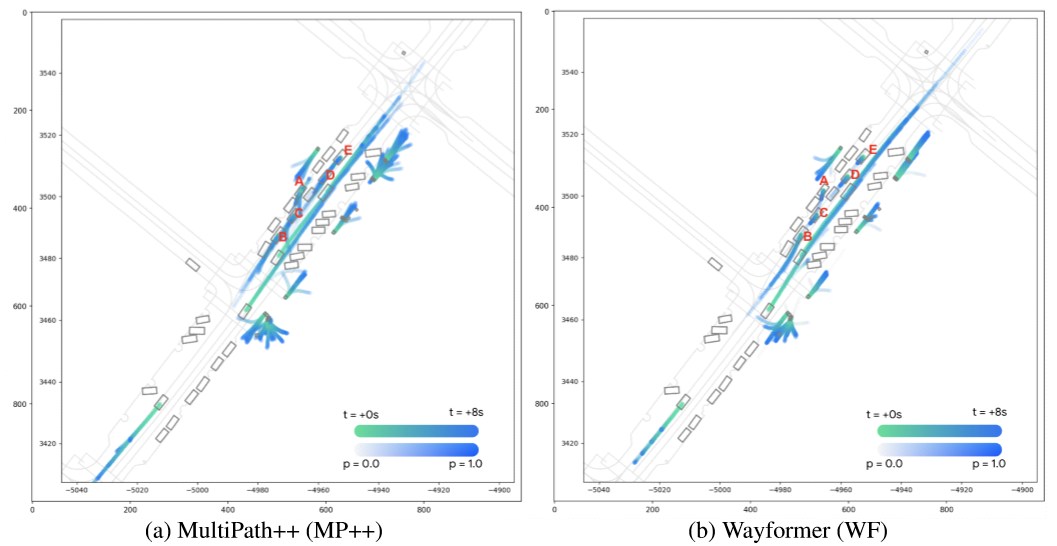 0
3540
200
3520
E
A
D
3500
C
400
B
3480
600
3460
3440
t = +0s
t = +8s
800
p = 0.0
p = 1.0
3420
−5040
−5020
−5000
−4980
−4960
−4940
−4920
−4900
0
200
400
600
800
(a) MultiPath++ (MP++)
0
3540
200
3520
E
A
D
3500
C
400
B
3480
600
3460
3440
t = +0s
t = +8s
800
p = 0.0
p = 1.0
3420
−5040
−5020
−5000
−4980
−4960
−4940
−4920
−4900
0
200
400
600
800
(b) Wayformer (WF)